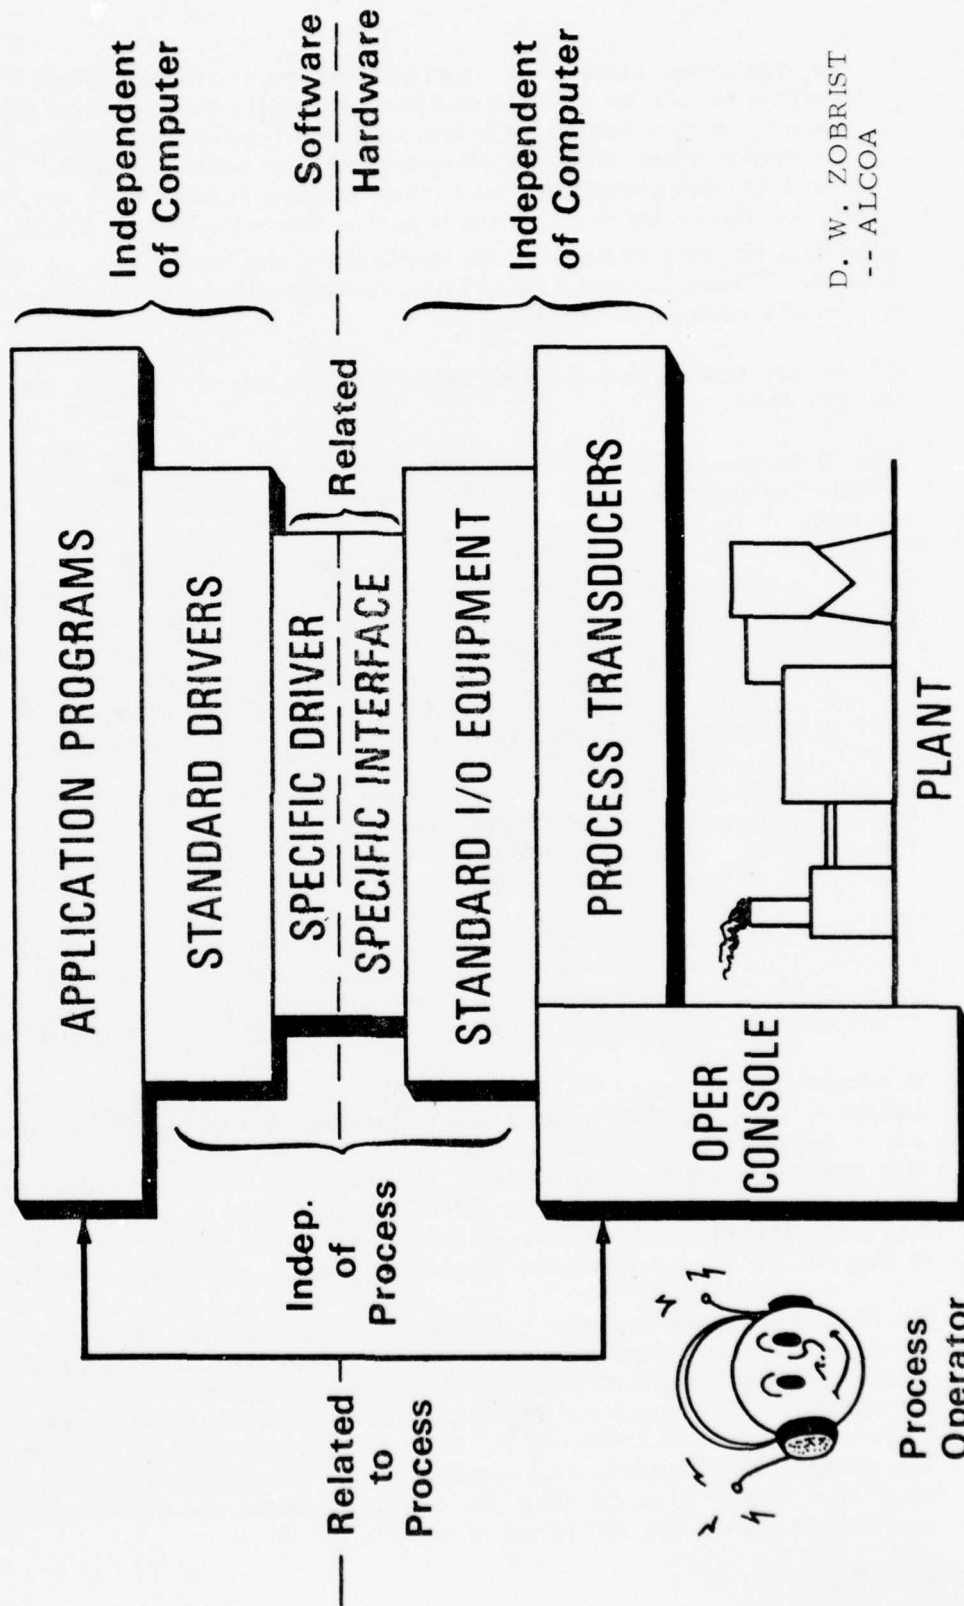 APPLICATION PROGRAMS
STANDARD DRIVERS
SPECIFIC DRIVER
SPECIFIC INTERFACE
STANDARD I/O EQUIPMENT
PROCESS TRANSDUCERS
OPER
CONSOLE
PLANT
Related
to
Process
Indep.
of
Process
Related
Independent
of Computer
Software
Hardware
Independent
of Computer
Process
Operator
D. W. ZOBRIST
-- ALCOA